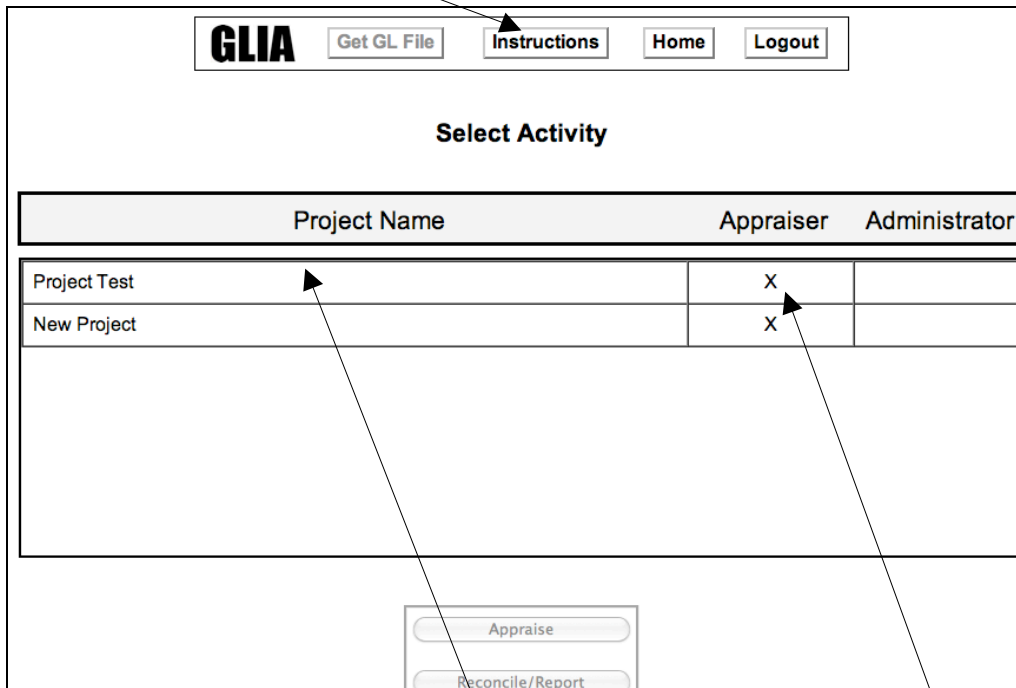 GLIA Get GL File Instructions Home Logout
Select Activity
Project Name Appraiser Administrator
Project Test X
New Project X
Appraise
Reconcile/Report